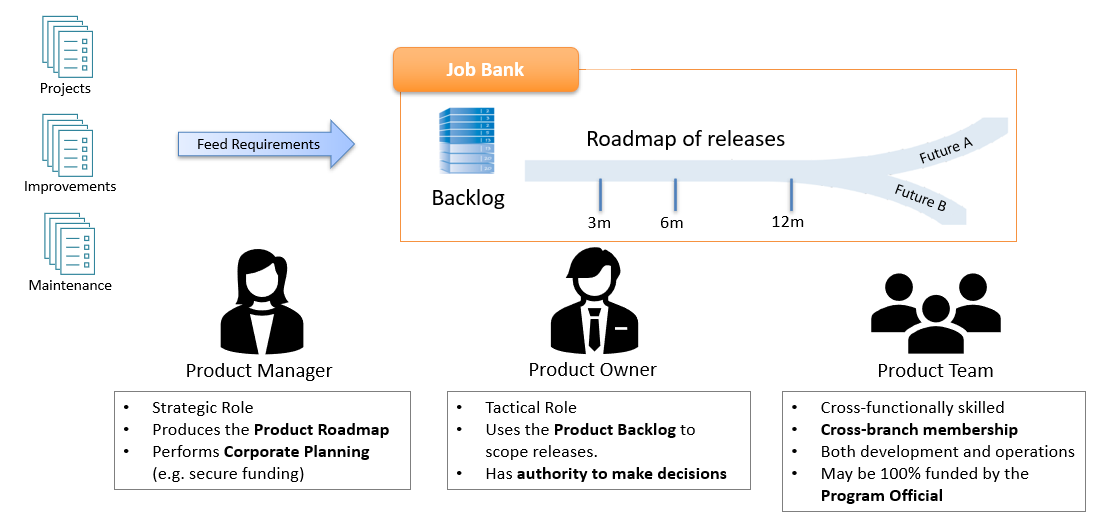 Projects
Improvements
Maintenance
Feed Requirements
Job Bank
Backlog
Roadmap of releases
3m
6m
12m
Future A
Future B
Product Manager
• Strategic Role
• Produces the Product Roadmap
• Performs Corporate Planning
(e.g. secure funding)
Product Owner
• Tactical Role
• Uses the Product Backlog to
scope releases.
• Has authority to make decisions
Product Team
• Cross-functionally skilled
• Cross-branch membership
• Both development and operations
• May be 100% funded by the
Program Official